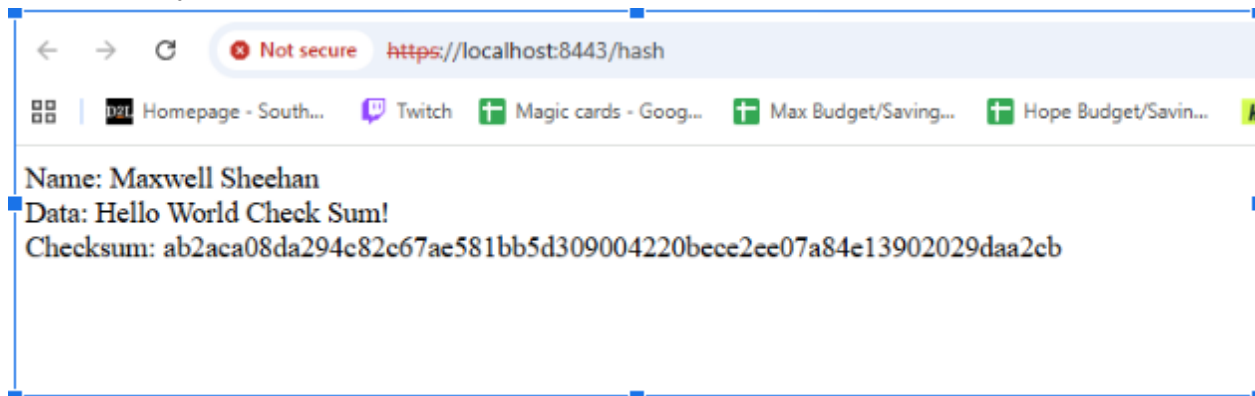 Not secure https://localhost:8443/hash
D2L Homepage - South... Twitch Magic cards - Goog... Max Budget/Saving... Hope Budget/Savin...
Name: Maxwell Sheehan
Data: Hello World Check Sum!
Checksum: ab2aca08da294c82c67ae581bb5d309004220bece2ee07a84e13902029daa2cb